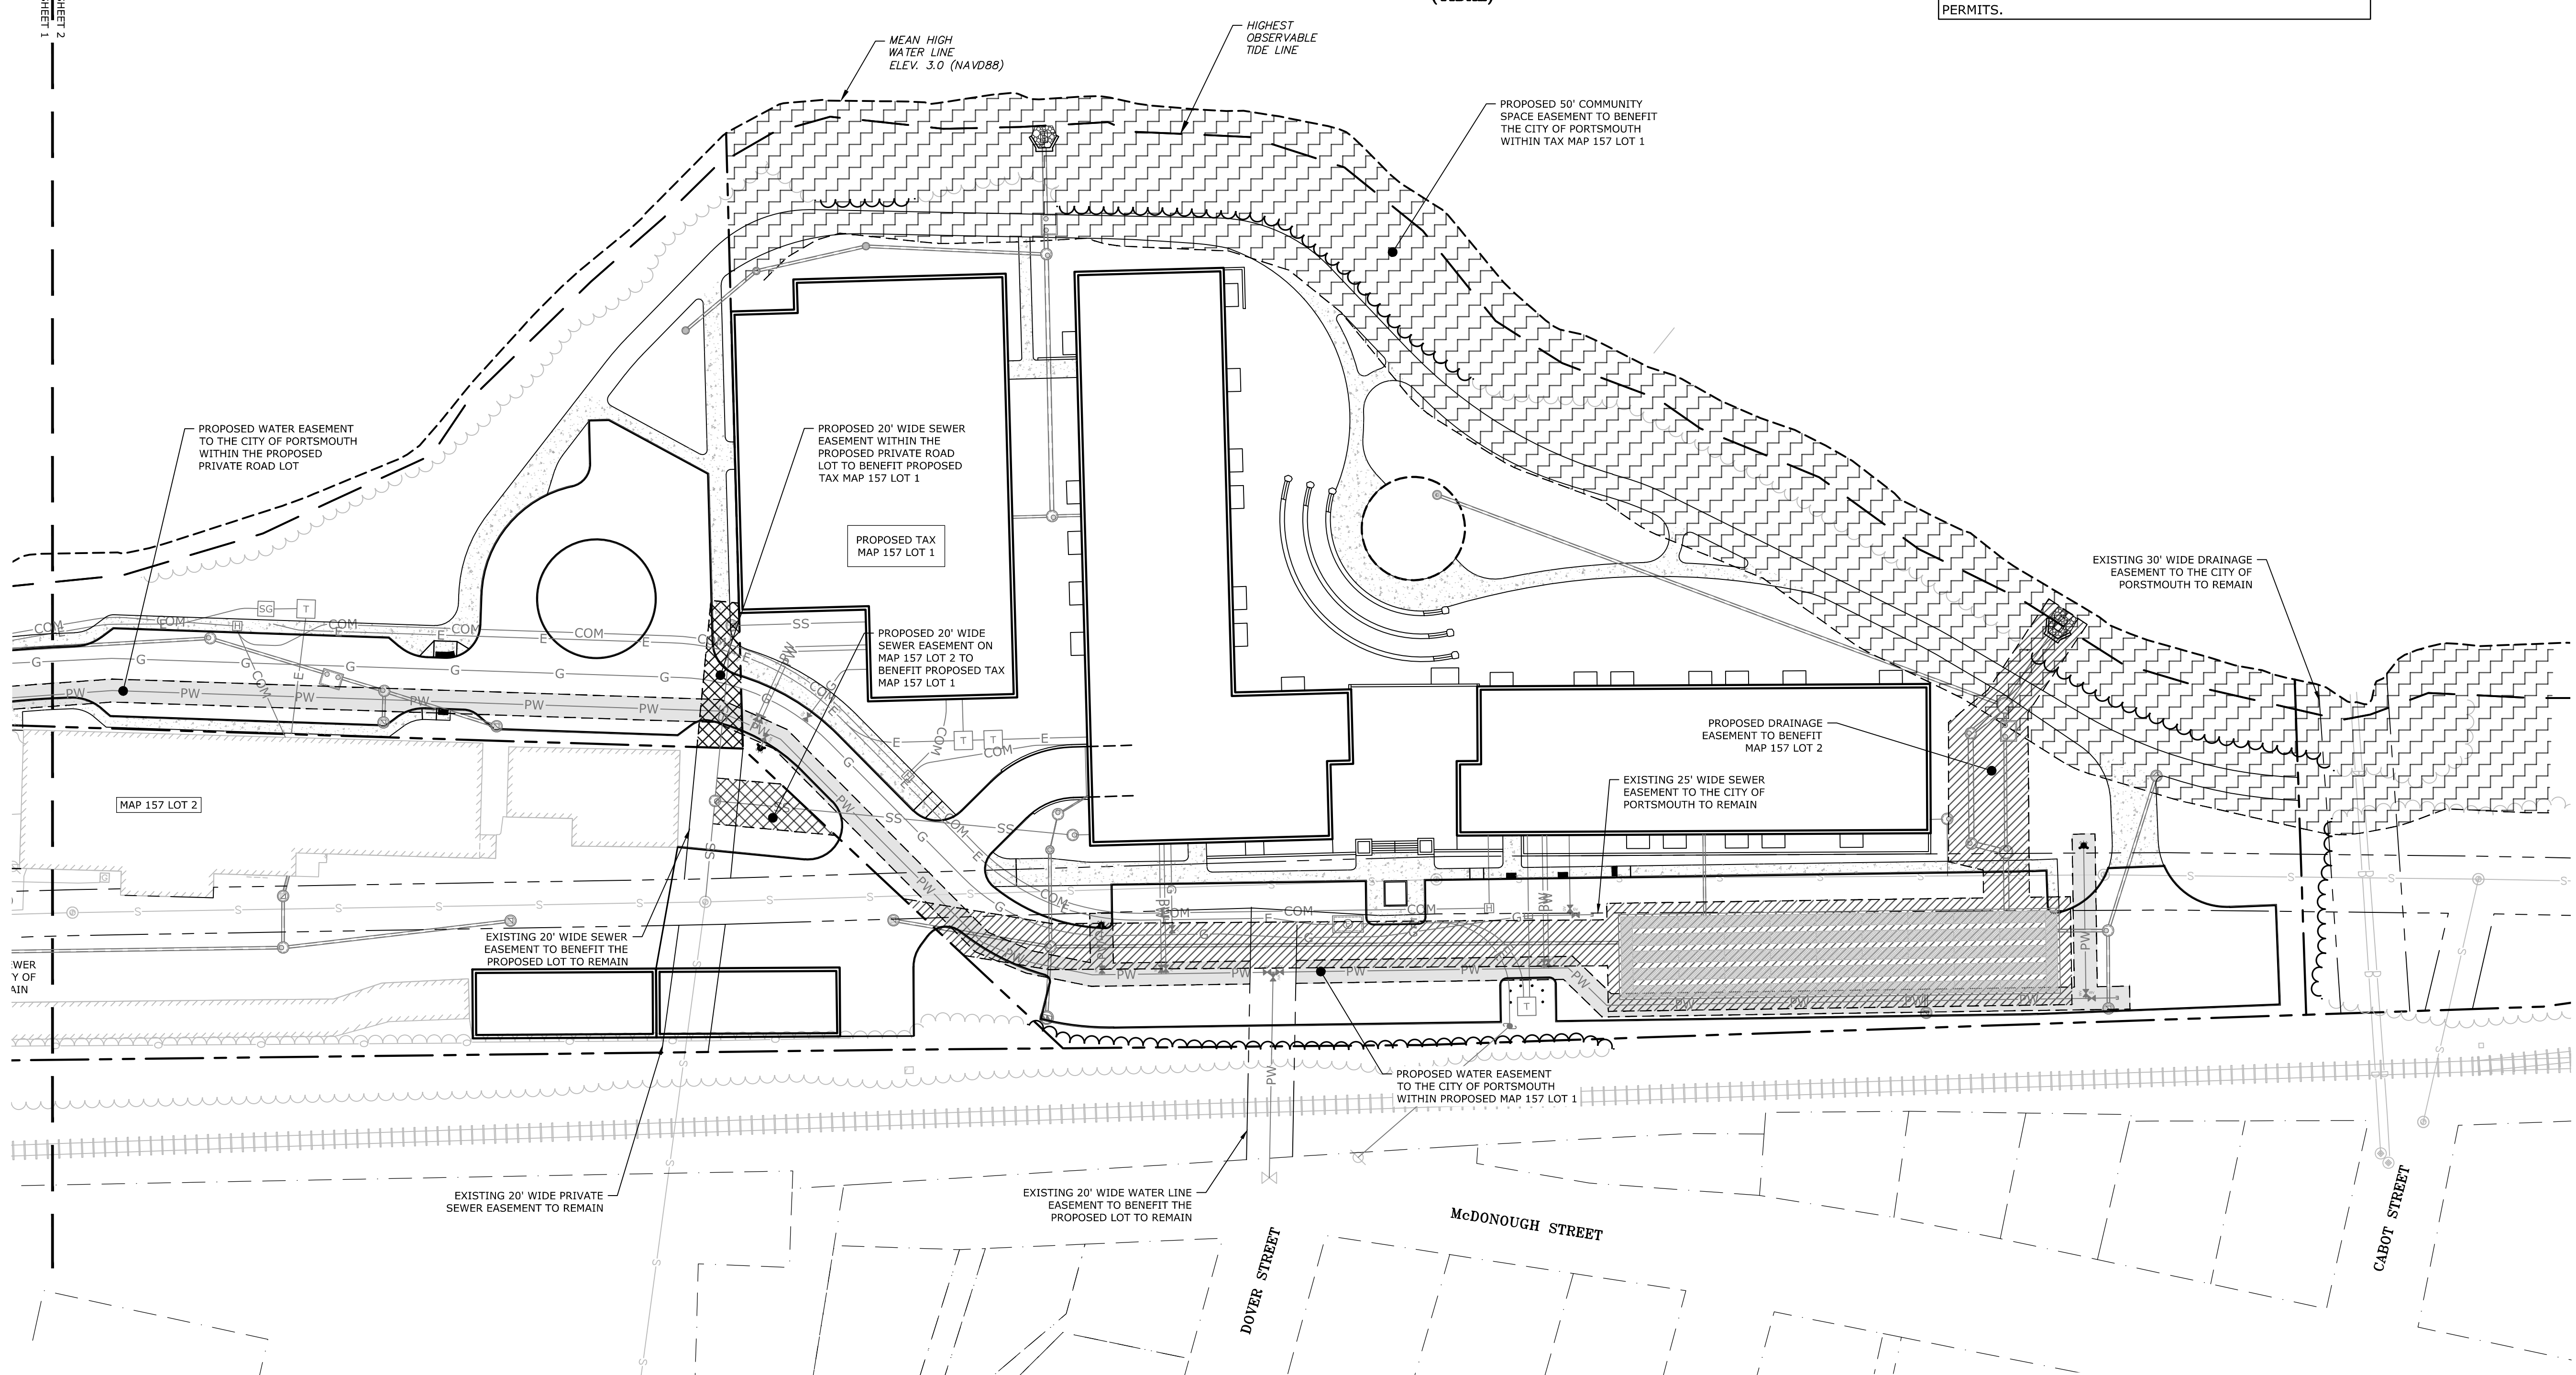 SHEET 2
SHEET 1
PERMITS.
MEAN HIGH
WATER LINE
ELEV. 3.0 (NAVD88)
HIGHEST
OBSERVABLE
TIDE LINE
PROPOSED 50' COMMUNITY
SPACE EASEMENT TO BENEFIT
THE CITY OF PORTSMOUTH
WITHIN TAX MAP 157 LOT 1
PROPOSED WATER EASEMENT
TO THE CITY OF PORTSMOUTH
WITHIN THE PROPOSED
PRIVATE ROAD LOT
PROPOSED 20' WIDE SEWER
EASEMENT WITHIN THE
PROPOSED PRIVATE ROAD
LOT TO BENEFIT PROPOSED
TAX MAP 157 LOT 1
PROPOSED TAX
MAP 157 LOT 1
EXISTING 30' WIDE DRAINAGE
EASEMENT TO THE CITY OF
PORSTMOUTH TO REMAIN
PROPOSED 20' WIDE
SEWER EASEMENT ON
MAP 157 LOT 2 TO
BENEFIT PROPOSED TAX
MAP 157 LOT 1
PROPOSED DRAINAGE
EASEMENT TO BENEFIT
MAP 157 LOT 2
EXISTING 25' WIDE SEWER
EASEMENT TO THE CITY OF
PORTSMOUTH TO REMAIN
MAP 157 LOT 2
EXISTING 20' WIDE SEWER
EASEMENT TO BENEFIT THE
PROPOSED LOT TO REMAIN
PROPOSED WATER EASEMENT
TO THE CITY OF PORTSMOUTH
WITHIN PROPOSED MAP 157 LOT 1
EXISTING 20' WIDE PRIVATE
SEWER EASEMENT TO REMAIN
EXISTING 20' WIDE WATER LINE
EASEMENT TO BENEFIT THE
PROPOSED LOT TO REMAIN
DOVER STREET
McDONOUGH STREET
CABOT STREET